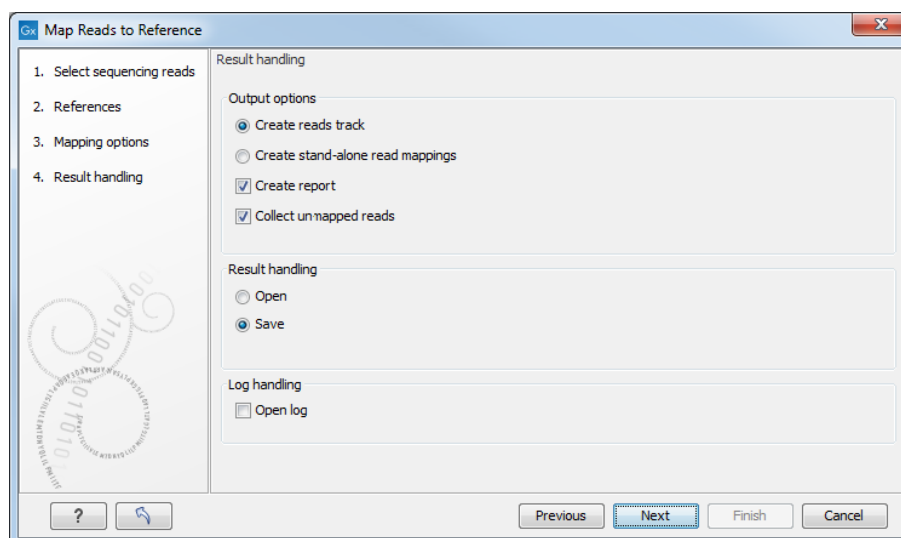 Gx Map Reads to Reference
X
1. Select sequencing reads
2. References
3. Mapping options
4. Result handling
Result handling
Output options
Create reads track
Create stand-alone read mappings
Create report
Collect unmapped reads
Result handling
Open
Save
Log handling
Open log
?
Previous
Next
Finish
Cancel